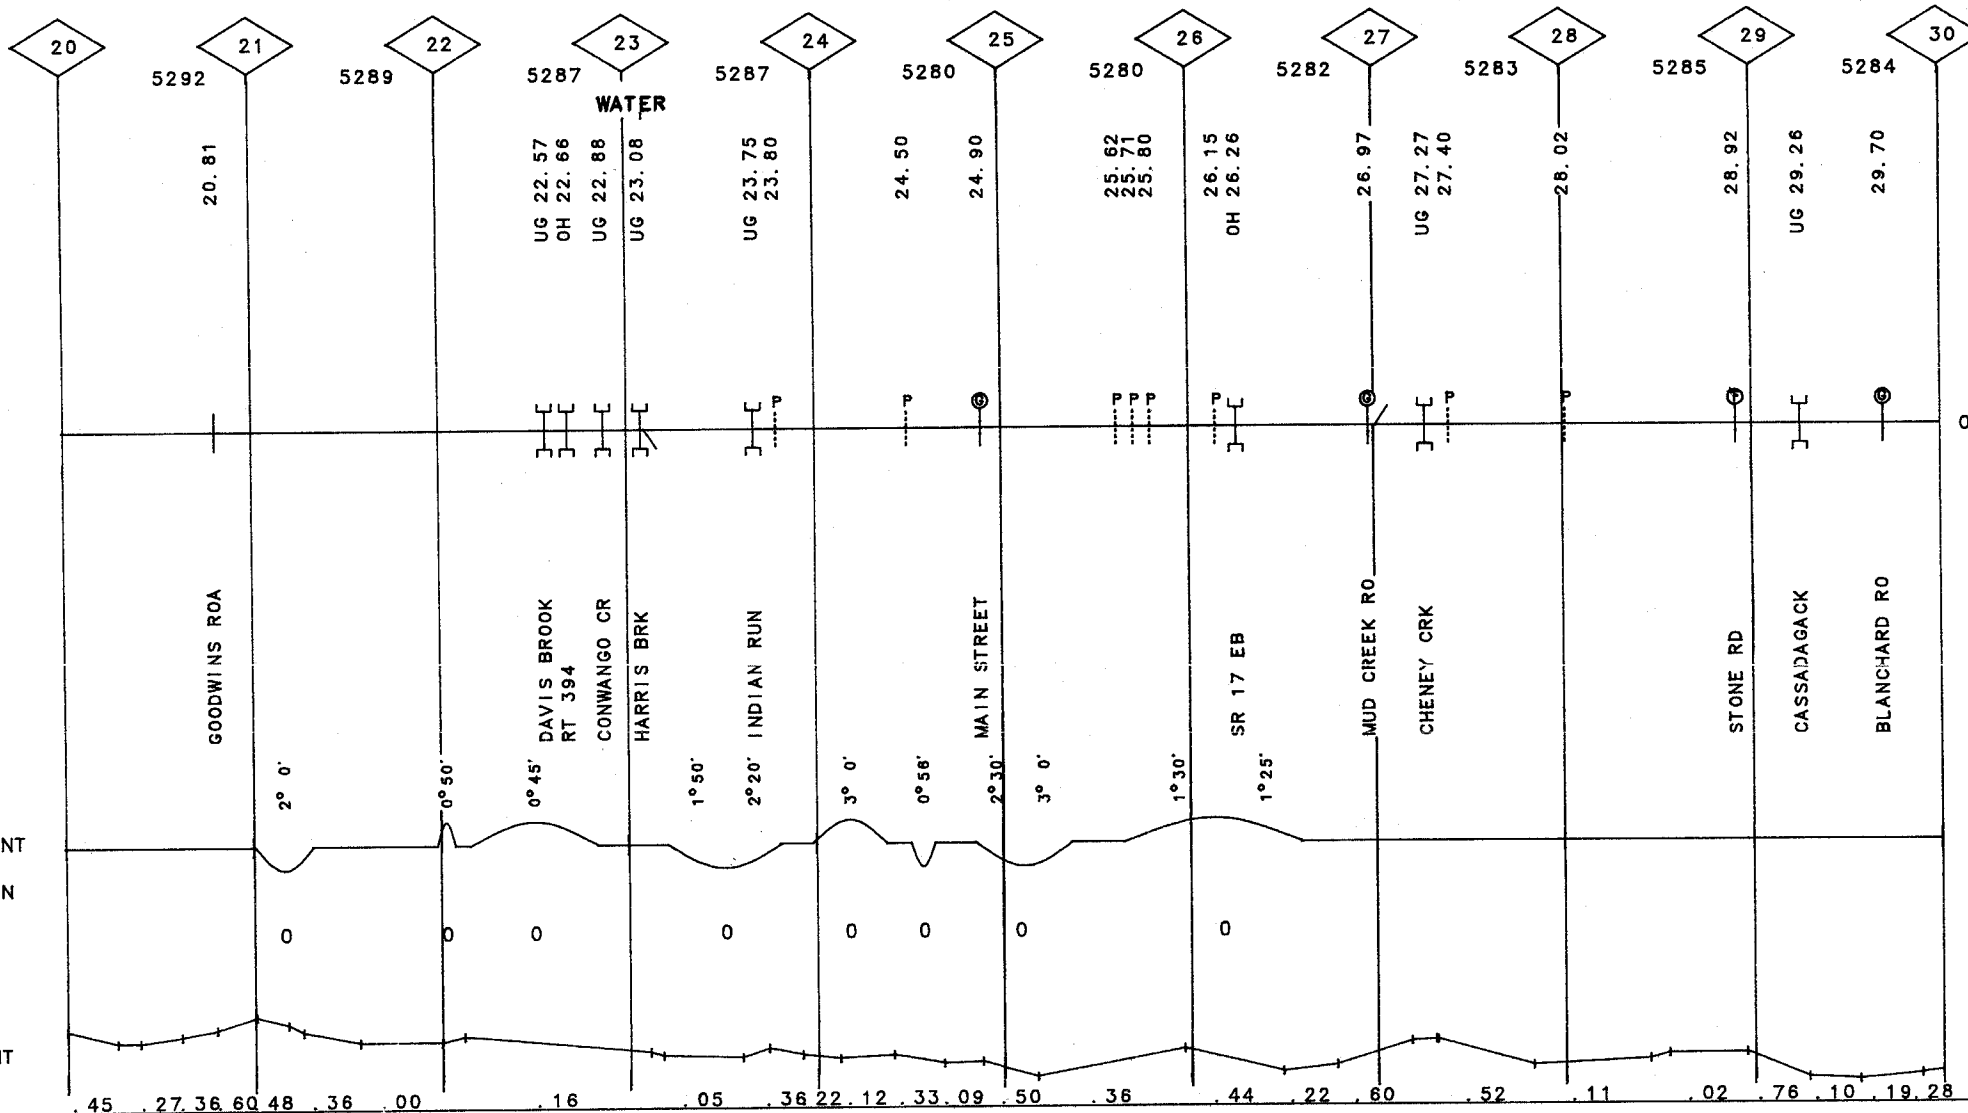 20 21 22 23 24 25 26 27 28 29 30
5292 5289 5287 5287 5280 5280 5282 5283 5285 5284
WATER
20.81
UG 22.57
OH 22.66
UG 22.88
UG 23.08
UG 23.75
23.80
24.50
24.90
25.62
25.71
25.80
26.15
OH 26.26
26.97
UG 27.27
27.40
28.02
28.92
UG 29.26
29.70
P P G P P P P G P P P G
GOODWINS ROA
DAVIS BROOK
RT 394
CONWANGO CR
HARRIS BRK
INDIAN RUN
MAIN STREET
SR 17 EB
MUD CREEK RO
CHENEY CRK
STONE RD
CASSADAGACK
BLANCHARD RO
2° 0' 0°50' 0°45' 1°50' 2°20' 3° 0' 0°56' 2°30' 3° 0' 1°30' 1°25'
NT
N
0 0 0 0 0 0 0 0
NT
.45 .27.36.60.48 .36 .00 .16 .05 .36 22.12 .33.09.50 .36 .44 .22 .60 .52 .11 .02 .76 .10 .19.28